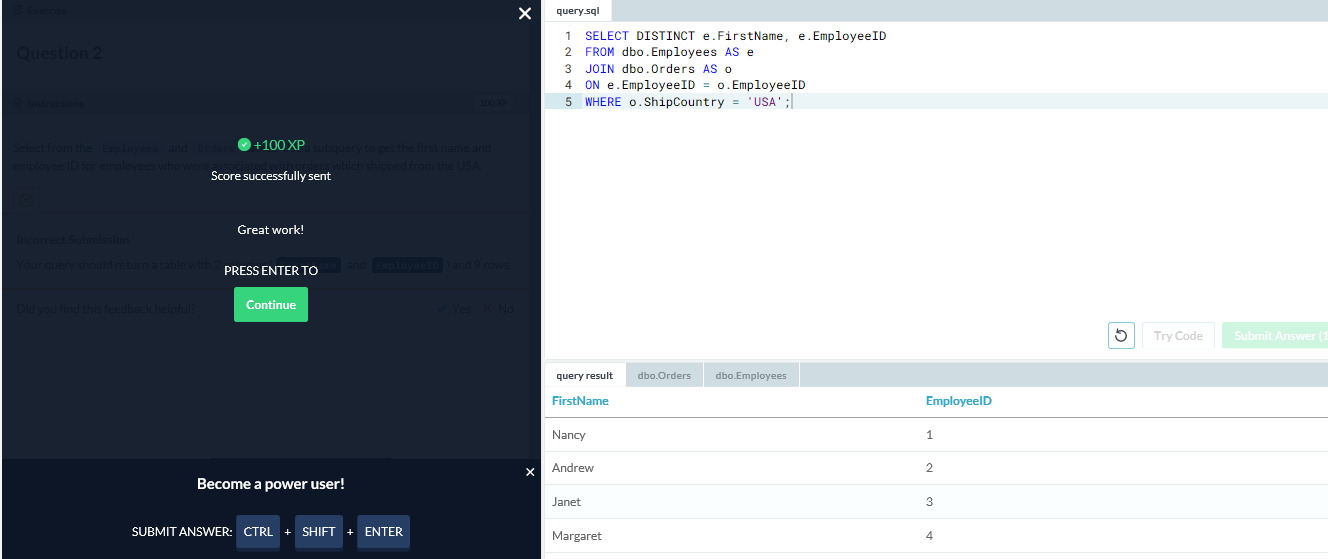 Exercise
Question 2
Instructions
100 XP
Select from the Employees and Orders a subquery to get the first name and
employee ID for employees who were associated with orders which shipped from the USA.
+100 XP
Score successfully sent
Great work!
Incorrect Submission
Your query should return a table with 2 and EmployeeID ) and 9 rows.
PRESS ENTER TO
Continue
Did you find this feedback helpful?
Yes
No
Become a power user!
SUBMIT ANSWER: CTRL + SHIFT + ENTER
query.sql
1 SELECT DISTINCT e.FirstName, e.EmployeeID
2 FROM dbo.Employees AS e
3 JOIN dbo.Orders AS o
4 ON e.EmployeeID = o.EmployeeID
5 WHERE o.ShipCountry = 'USA';
Try Code
Submit Answer (1
query result
dbo.Orders
dbo.Employees
FirstName EmployeeID
Nancy 1
Andrew 2
Janet 3
Margaret 4